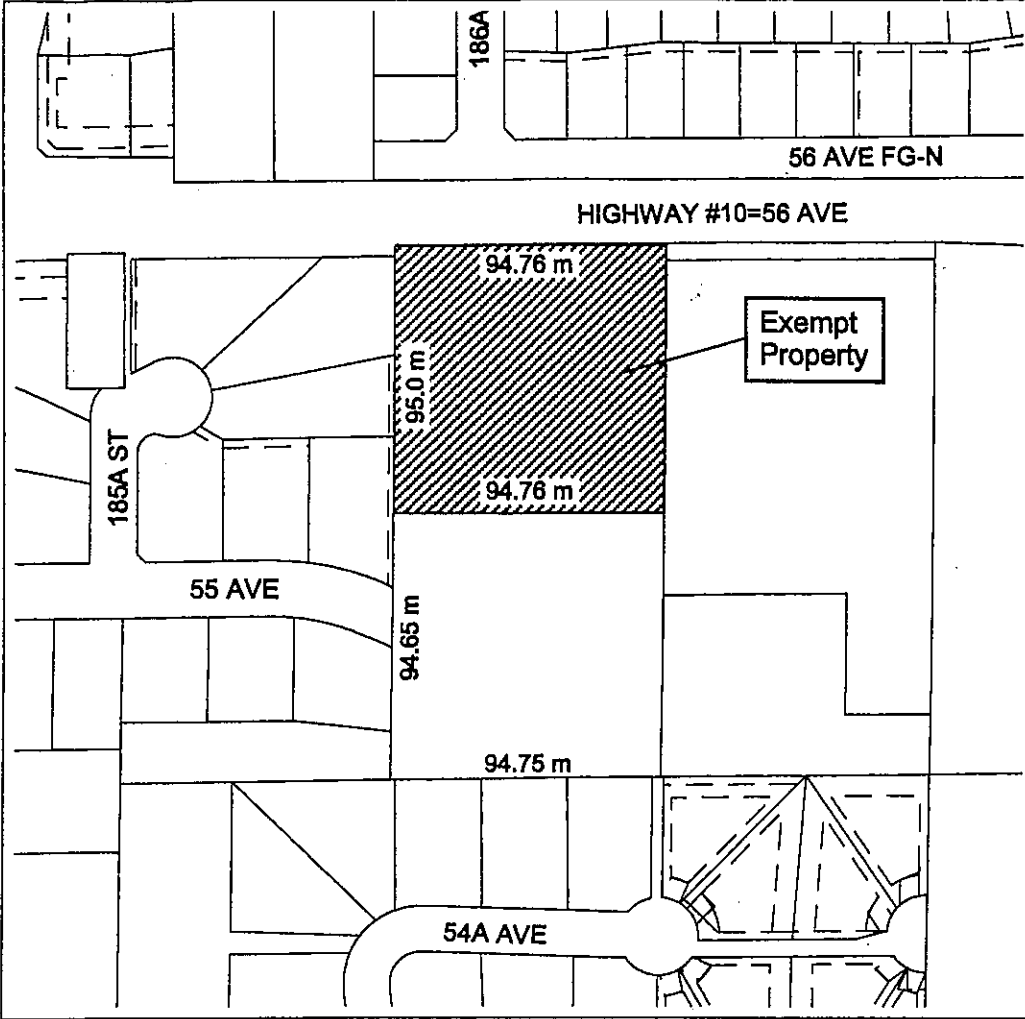 186A
56 AVE FG-N
HIGHWAY #10=56 AVE
94.76 m
Exempt
Property
95.0 m
94.76 m
185A ST
55 AVE
94.65 m
94.75 m
54A AVE